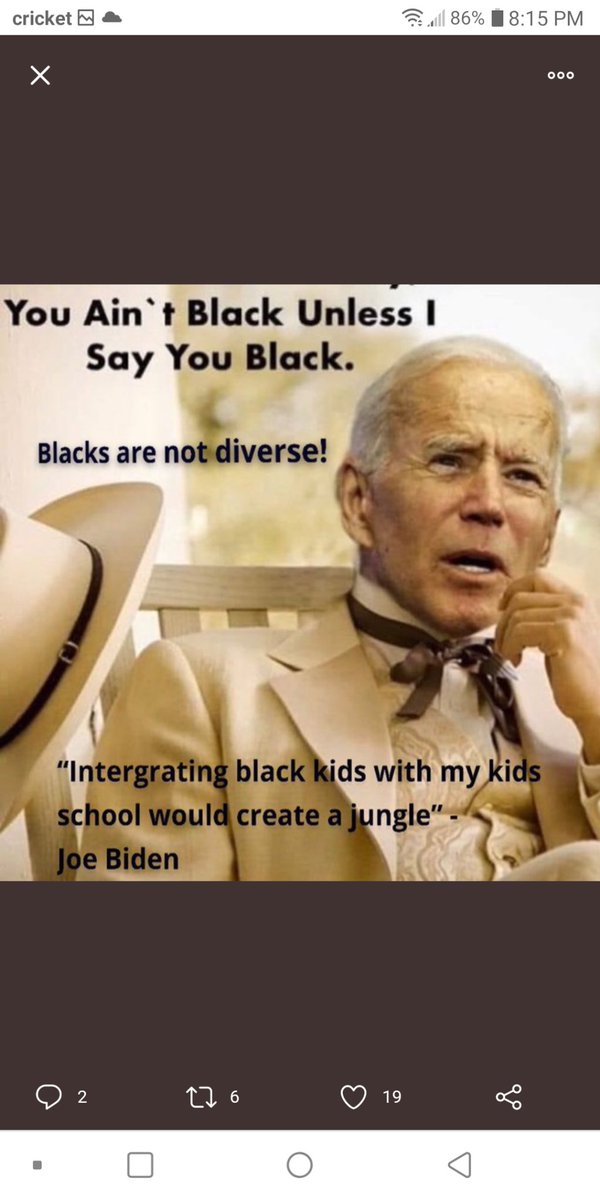 cricket 86% 8:15 PM
You Ain`t Black Unless I
Say You Black.
Blacks are not diverse!
“Intergrating black kids with my kids
school would create a jungle” -
Joe Biden
2 6 19